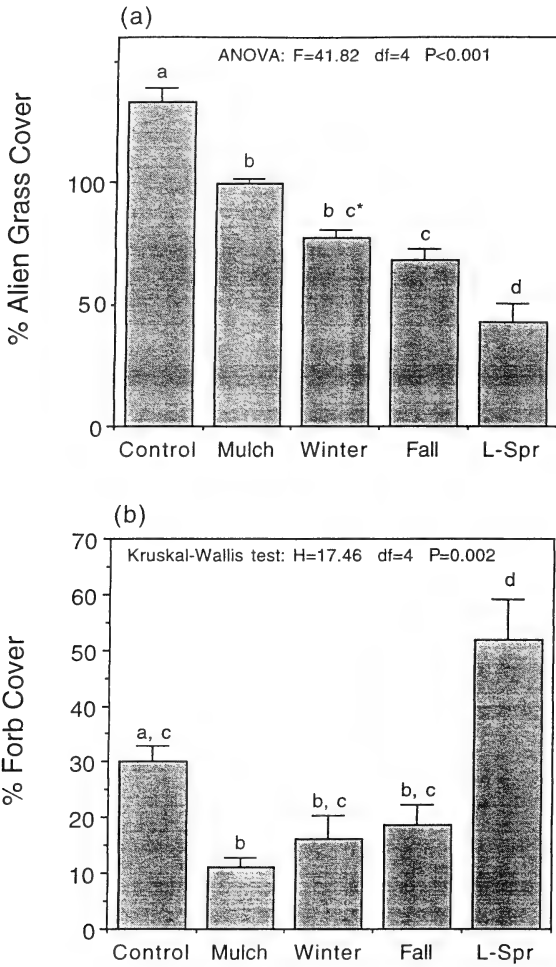 (a)
ANOVA: F=41.82 df=4 P<0.001
% Alien Grass Cover
100
50
0
a
b
b c*
c
d
Control Mulch Winter Fall L-Spr
(b)
Kruskal-Wallis test: H=17.46 df=4 P=0.002
% Forb Cover
70
60
50
40
30
20
10
0
a, c
b
b, c
b, c
d
Control Mulch Winter Fall L-Spr